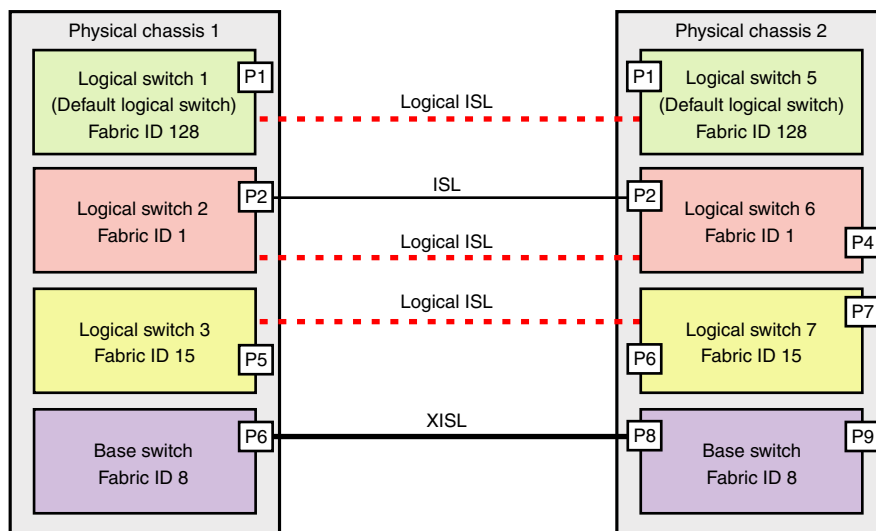 Physical chassis 1
Physical chassis 2
Logical switch 1
(Default logical switch)
Fabric ID 128
P1
Logical ISL
P1
Logical switch 5
(Default logical switch)
Fabric ID 128
Logical switch 2
Fabric ID 1
P2
ISL
P2
Logical switch 6
Fabric ID 1
P4
Logical ISL
Logical ISL
Logical switch 3
Fabric ID 15
P5
P6
Logical switch 7
Fabric ID 15
P7
Base switch
Fabric ID 8
P6
XISL
P8
Base switch
Fabric ID 8
P9